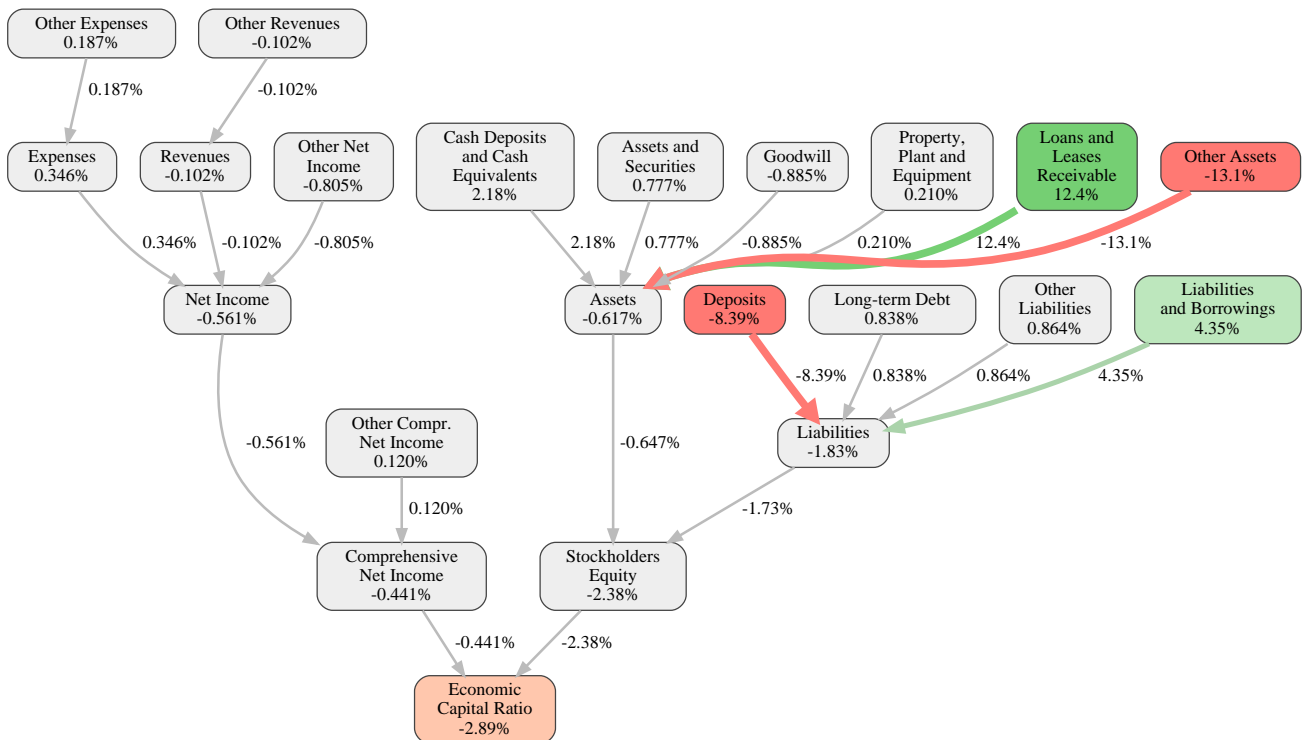 Other Expenses
0.187%
Other Revenues
-0.102%
0.187%
-0.102%
Expenses
0.346%
Revenues
-0.102%
Other Net
Income
-0.805%
Cash Deposits
and Cash
Equivalents
2.18%
Assets and
Securities
0.777%
Goodwill
-0.885%
Property,
Plant and
Equipment
0.210%
Loans and
Leases
Receivable
12.4%
Other Assets
-13.1%
0.346%
-0.102%
-0.805%
2.18%
0.777%
-0.885%
0.210%
12.4%
-13.1%
Net Income
-0.561%
Assets
-0.617%
Deposits
-8.39%
Long-term Debt
0.838%
Other
Liabilities
0.864%
Liabilities
and Borrowings
4.35%
-8.39%
0.838%
0.864%
4.35%
Other Compr.
Net Income
0.120%
Liabilities
-1.83%
-0.561%
-0.647%
0.120%
-1.73%
Comprehensive
Net Income
-0.441%
Stockholders
Equity
-2.38%
-0.441%
-2.38%
Economic
Capital Ratio
-2.89%